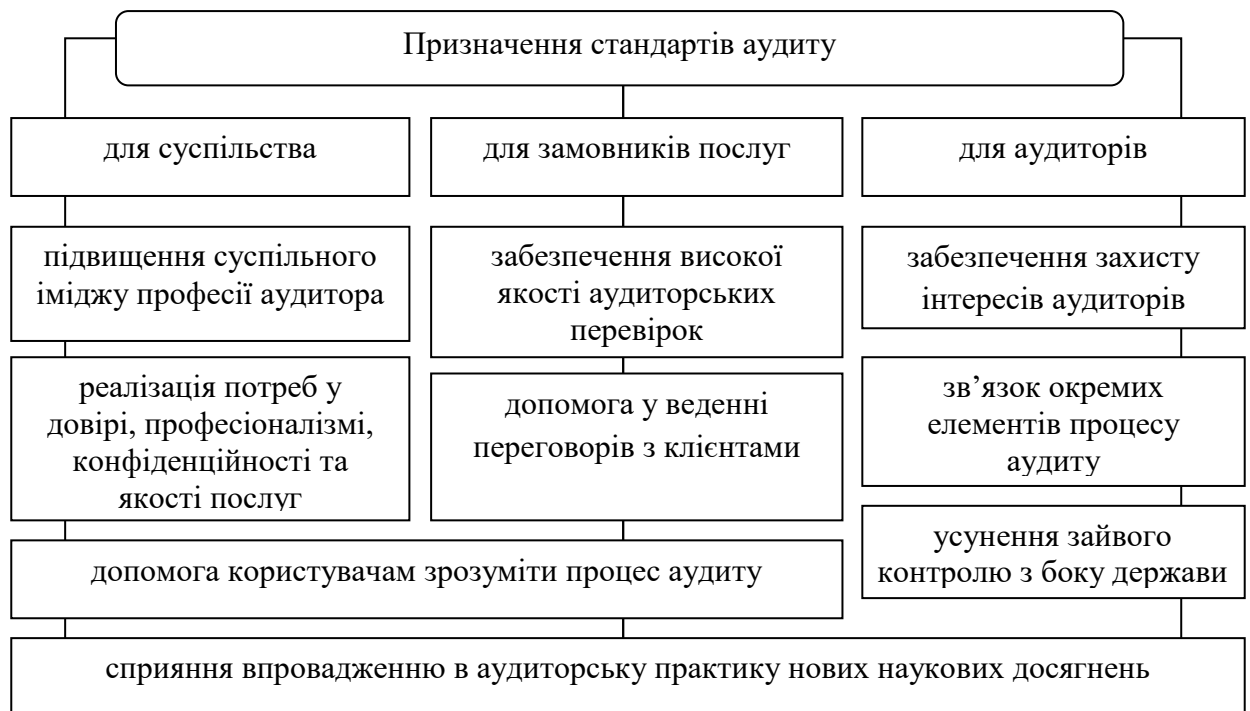 Призначення стандартів аудиту
для суспільства
для замовників послуг
для аудиторів
підвищення суспільного
іміджу професії аудитора
забезпечення високої
якості аудиторських
перевірок
забезпечення захисту
інтересів аудиторів
реалізація потреб у
довірі, професіоналізмі,
конфіденційності та
якості послуг
допомога у веденні
переговорів з клієнтами
зв’язок окремих
елементів процесу
аудиту
допомога користувачам зрозуміти процес аудиту
усунення зайвого
контролю з боку держави
сприяння впровадженню в аудиторську практику нових наукових досягнень